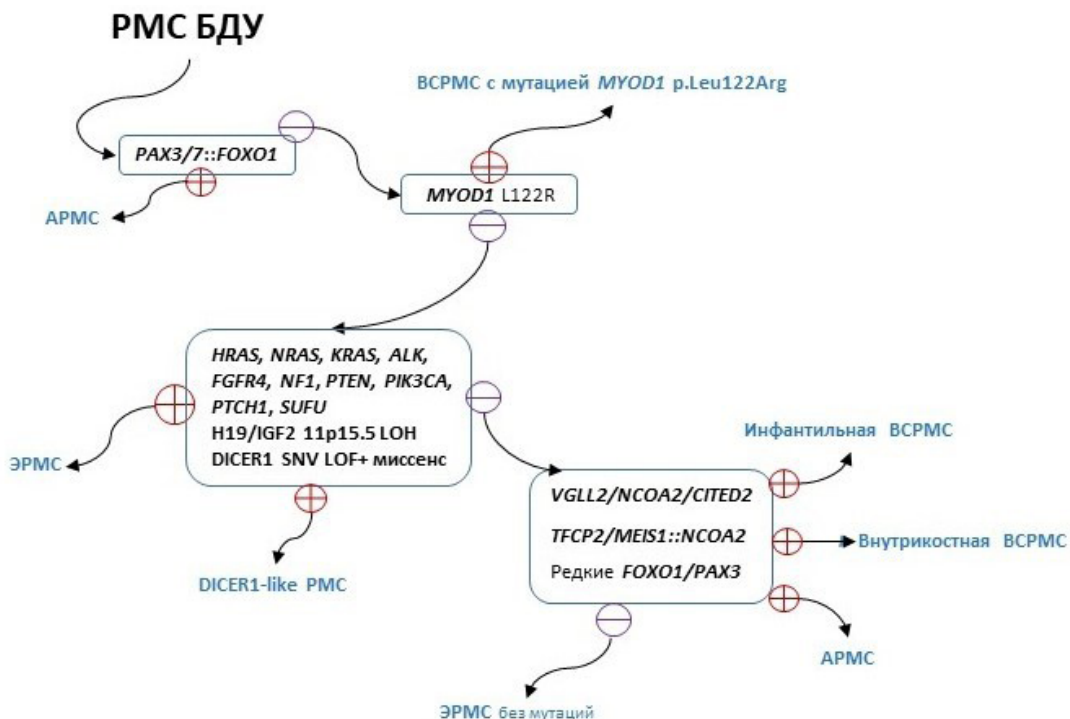 РМС БДУ
ВСРМС с мутацией MYOD1 p.Leu122Arg
PAX3/7::FOXO1
MYOD1 L122R
АРМС
HRAS, NRAS, KRAS, ALK,
FGFR4, NF1, PTEN, PIK3CA,
PTCH1, SUFU
H19/IGF2 11p15.5 LOH
DICER1 SNV LOF+ миссенс
ЭРМС
DICER1-like РМС
Инфантильная ВСРМС
VGLL2/NCOA2/CITED2
TFCP2/MEIS1::NCOA2
Внутрикостная ВСРМС
Редкие FOXO1/PAX3
АРМС
ЭРМС без мутаций